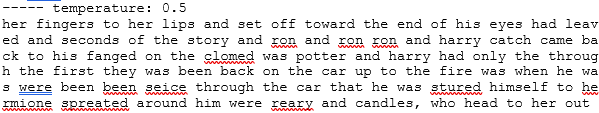 ----- temperature: 0.5
her fingers to her lips and set off toward the end of his eyes had leav
ed and seconds of the story and ron and ron ron and harry catch came ba
ck to his fanged on the clomed was potter and harry had only the throug
h the first they was been back on the car up to the fire was when he wa
s were been been seice through the car that he was stured himself to he
rmione spreated around him were reary and candles, who head to her out